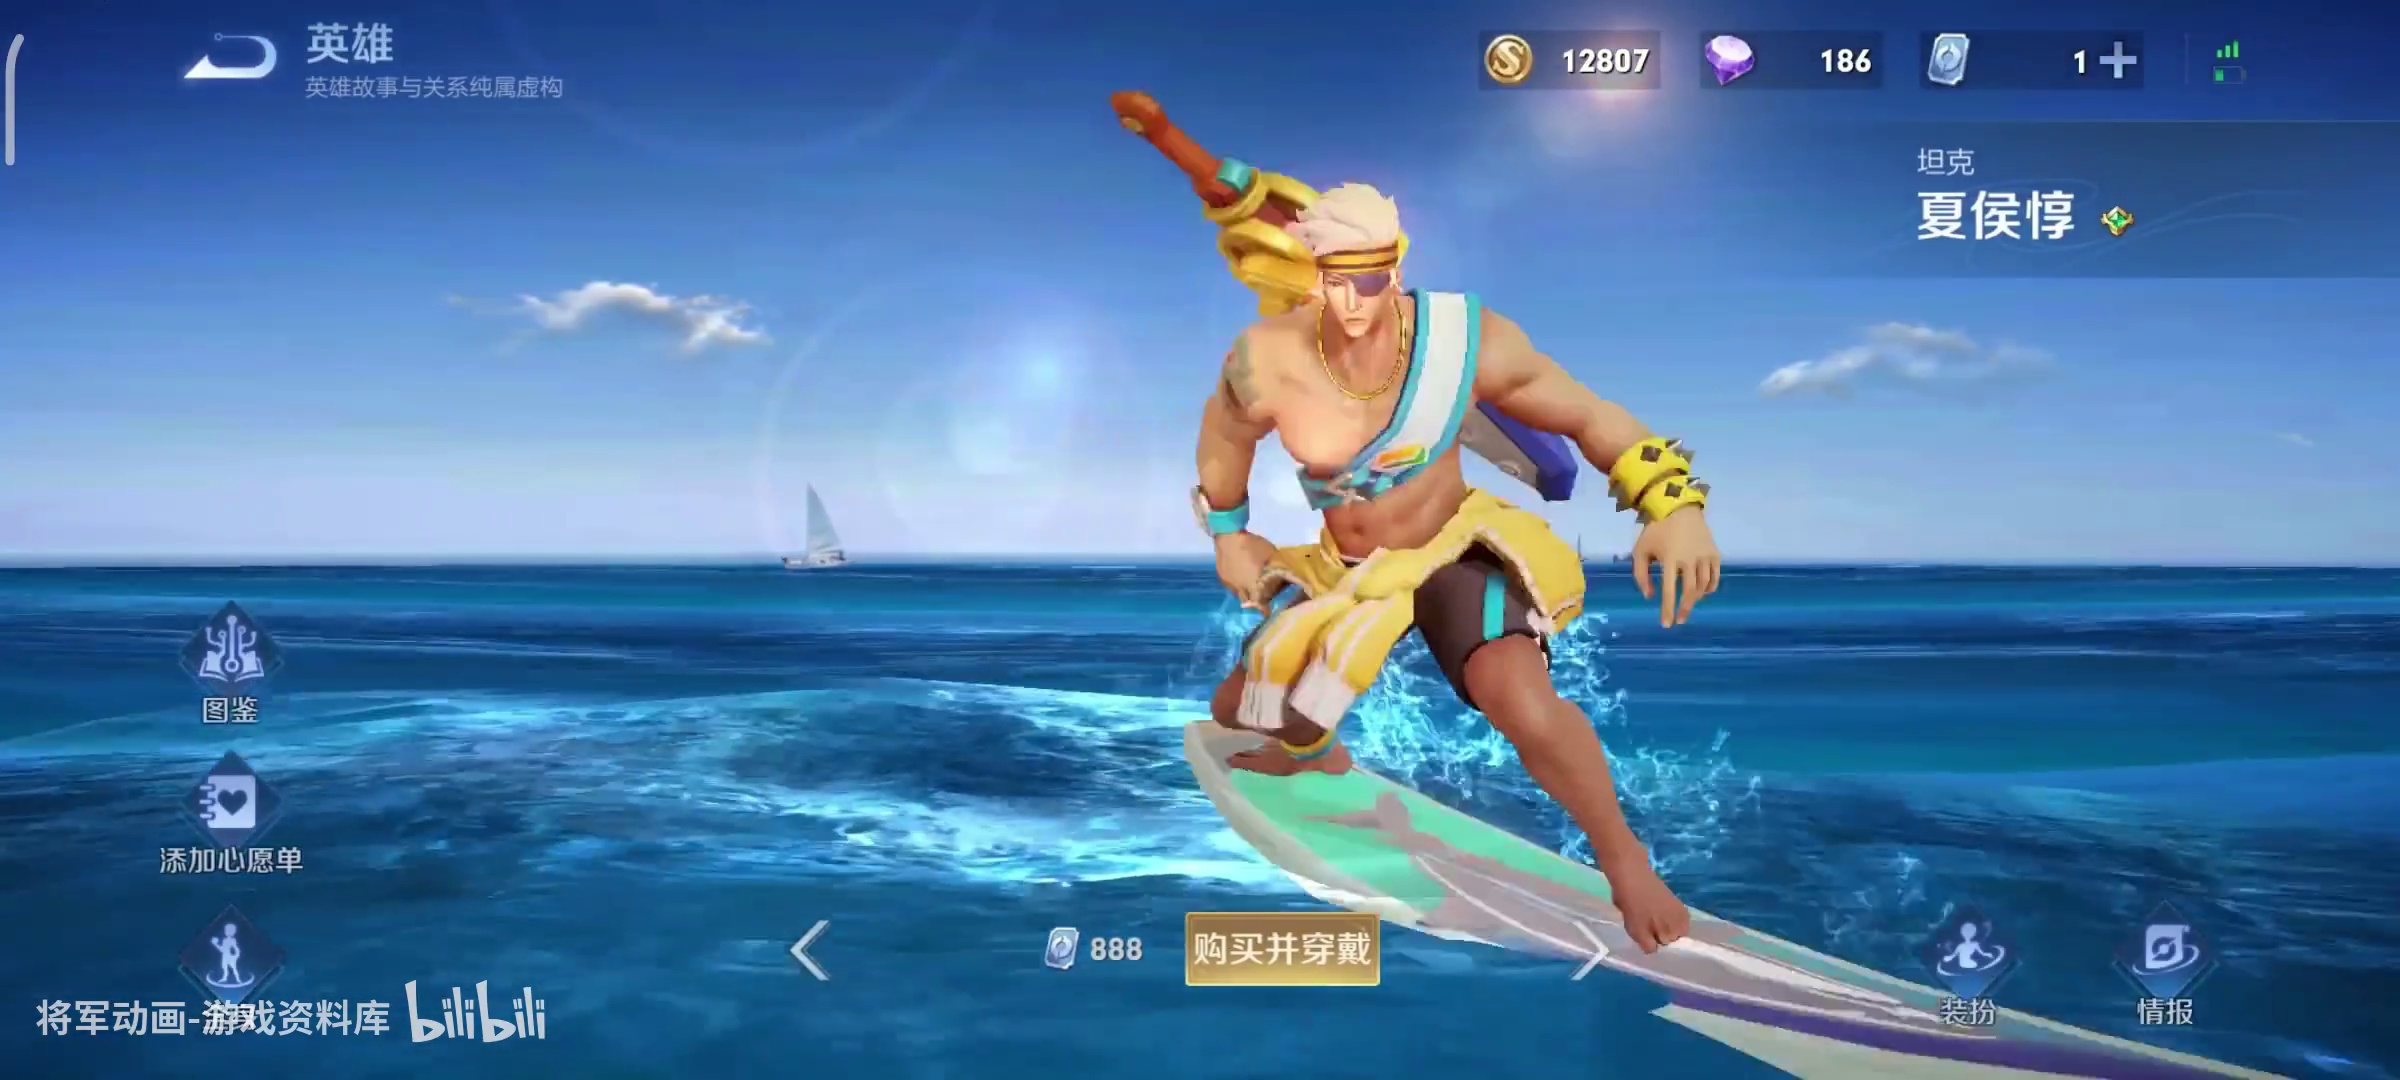 英雄
英雄故事与关系纯属虚构
12807
186
1
坦克
夏侯惇
图鉴
添加心愿单
888
购买并穿戴
装扮
情报
将军动画-游戏资料库 bilibili